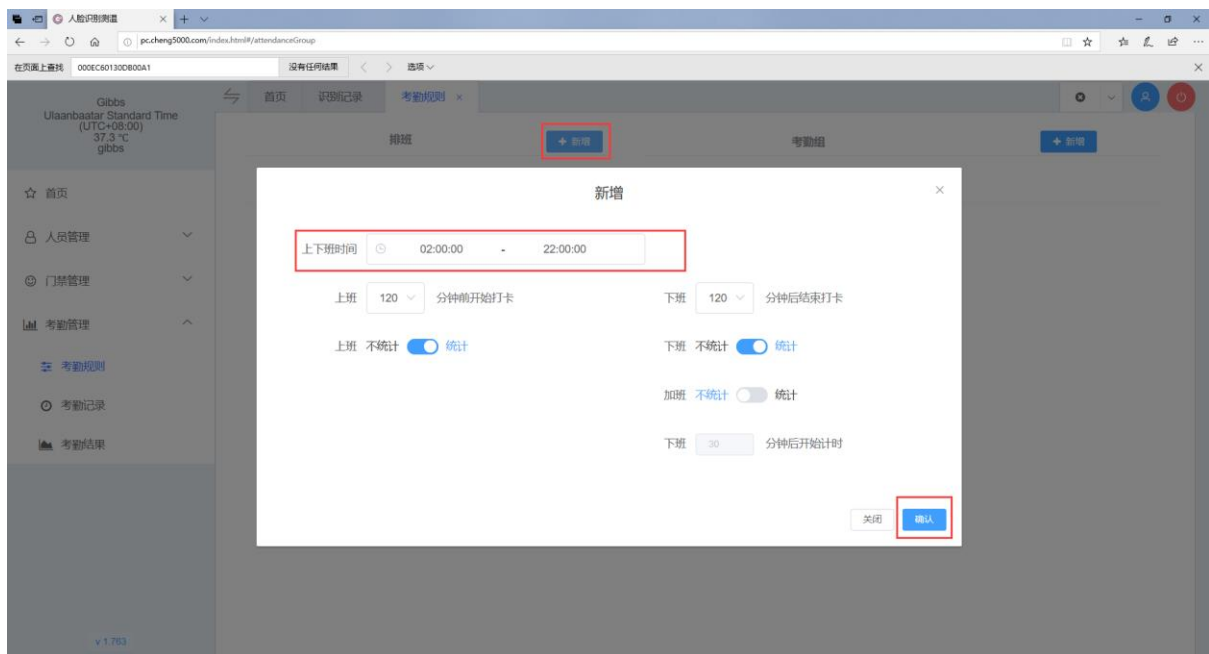 人脸识别测温
pc.cheng5000.com/index.html#/attendanceGroup
在页面上查找 000EC60130DB00A1 没有任何结果 选项
Gibbs
Ulaanbaatar Standard Time
(UTC+08:00)
37.3 °C
gibbs
首页 识别记录 考勤规则 ×
排班 + 新增 考勤组 + 新增
首页
人员管理
门禁管理
考勤管理
考勤规则
考勤记录
考勤结果
v 1.763
新增
上下班时间 02:00:00 - 22:00:00
上班 120 分钟前开始打卡 下班 120 分钟后结束打卡
上班 不统计 统计 下班 不统计 统计
加班 不统计 统计
下班 30 分钟后开始计时
关闭 确认